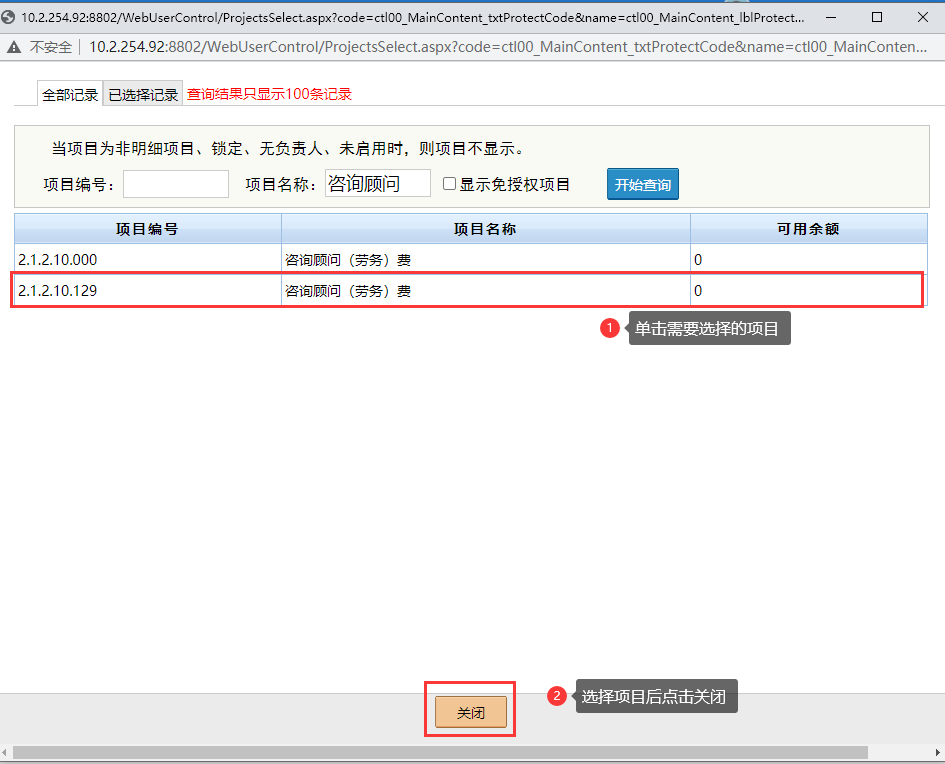 10.2.254.92:8802/WebUserControl/ProjectsSelect.aspx?code=ctl00_MainContent_txtProtectCode&name=ctl00_MainContent_lblProtect...
不安全 10.2.254.92:8802/WebUserControl/ProjectsSelect.aspx?code=ctl00_MainContent_txtProtectCode&name=ctl00_MainConten...
全部记录 已选择记录 查询结果只显示100条记录
当项目为非明细项目、锁定、无负责人、未启用时，则项目不显示。
项目编号： 项目名称： 咨询顾问 显示免授权项目 开始查询
项目编号 项目名称 可用余额
2.1.2.10.000 咨询顾问（劳务）费 0
2.1.2.10.129 咨询顾问（劳务）费 0
1 单击需要选择的项目
2 选择项目后点击关闭
关闭